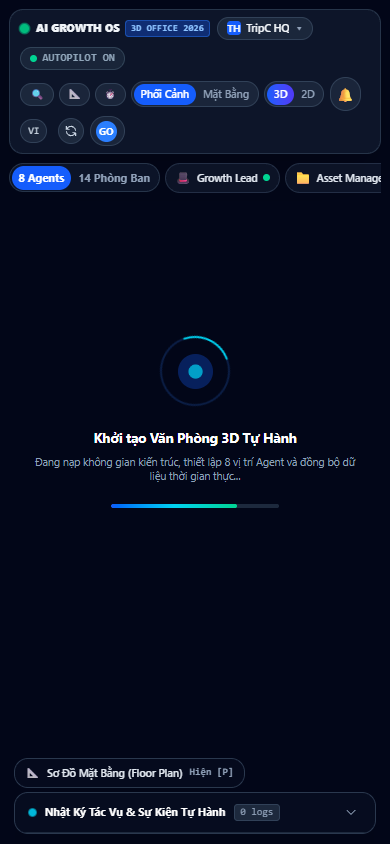 AI GROWTH OS 3D OFFICE 2026 TH TripC HQ
AUTOPILOT ON
Phối Cảnh Mặt Bằng 3D 2D
VI GO
8 Agents 14 Phòng Ban Growth Lead Asset Manage
Khởi tạo Văn Phòng 3D Tự Hành
Đang nạp không gian kiến trúc, thiết lập 8 vị trí Agent và đồng bộ dữ
liệu thời gian thực...
Sơ Đồ Mặt Bằng (Floor Plan) Hiện [P]
Nhật Ký Tác Vụ & Sự Kiện Tự Hành 0 logs